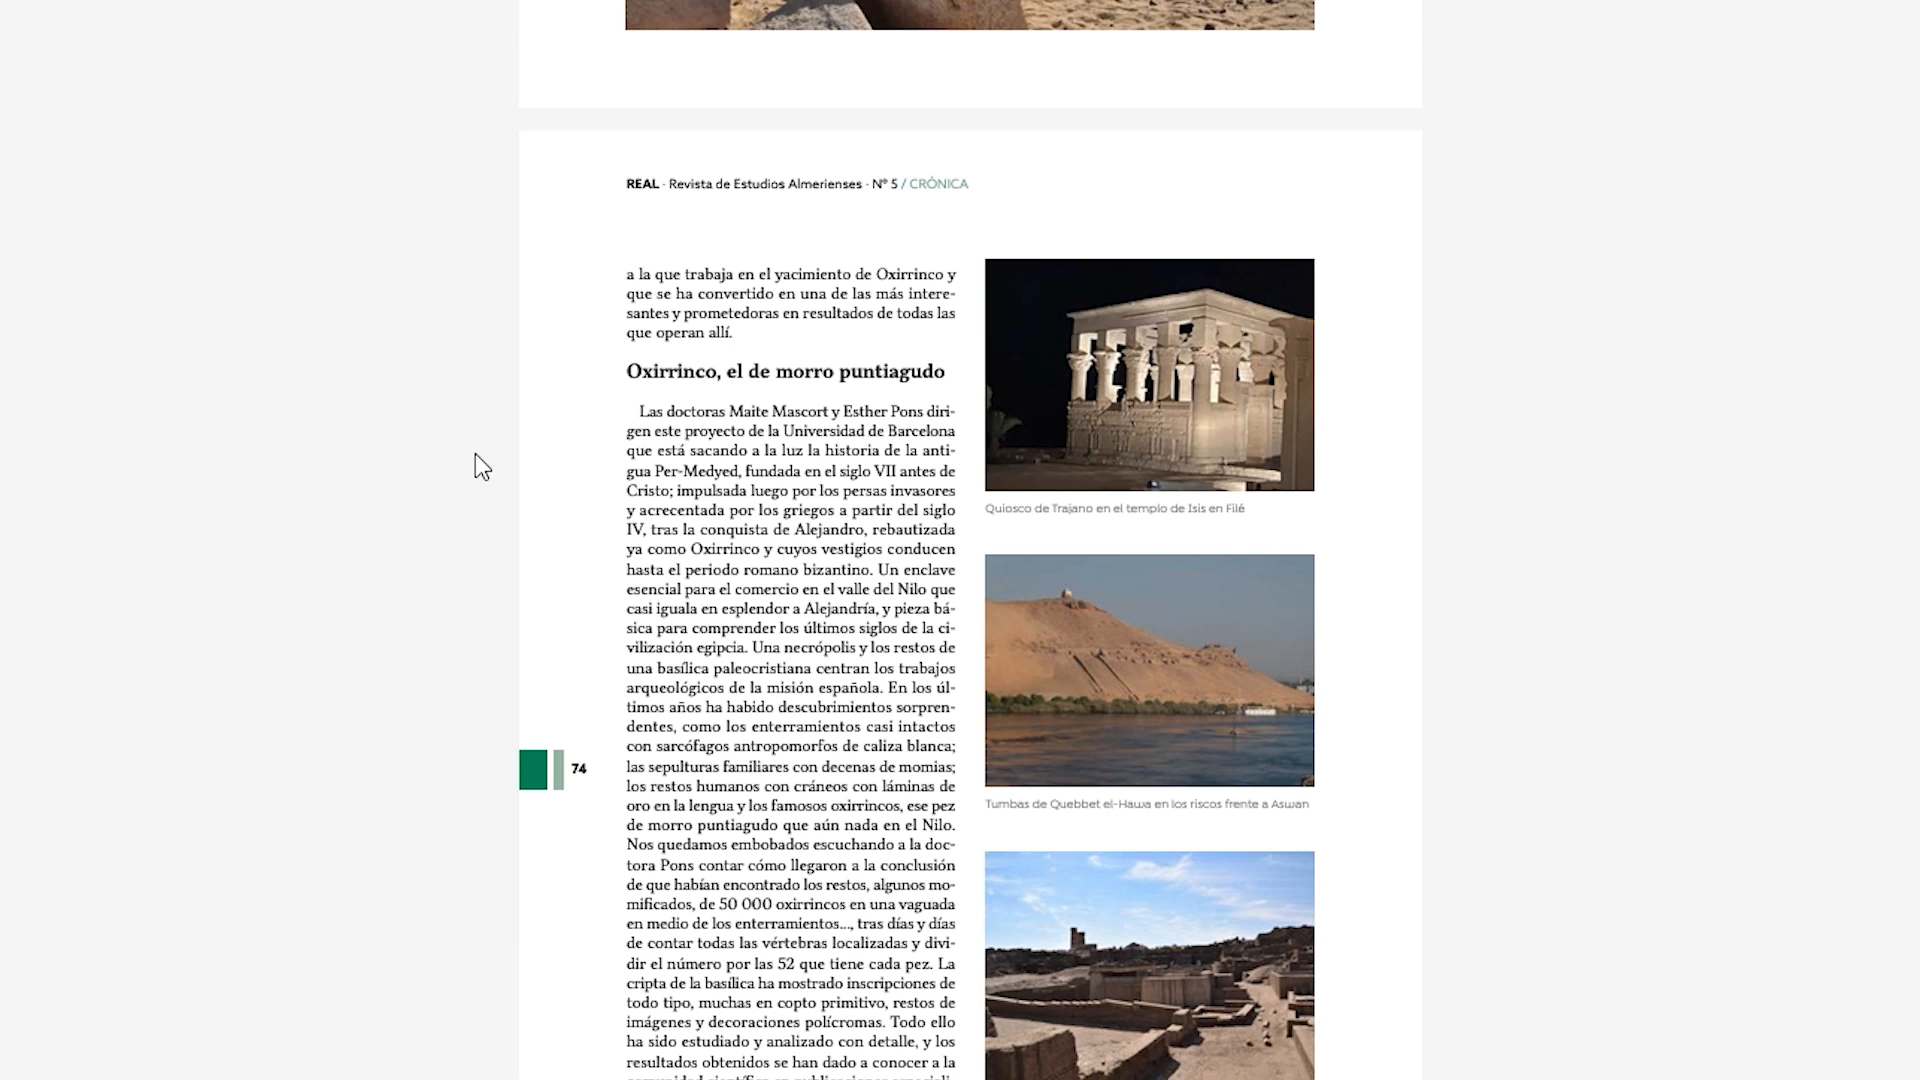 REAL · Revista de Estudios Almerienses · Nº 5 / CRÓNICA
a la que trabaja en el yacimiento de Oxirrinco y
que se ha convertido en una de las más intere-
santes y prometedoras en resultados de todas las
que operan allí.
Oxirrinco, el de morro puntiagudo
Las doctoras Maite Mascort y Esther Pons diri-
gen este proyecto de la Universidad de Barcelona
que está sacando a la luz la historia de la anti-
gua Per-Medyed, fundada en el siglo VII antes de
Cristo; impulsada luego por los persas invasores
y acrecentada por los griegos a partir del siglo
IV, tras la conquista de Alejandro, rebautizada
ya como Oxirrinco y cuyos vestigios conducen
hasta el periodo romano bizantino. Un enclave
esencial para el comercio en el valle del Nilo que
casi iguala en esplendor a Alejandría, y pieza bá-
sica para comprender los últimos siglos de la ci-
vilización egipcia. Una necrópolis y los restos de
una basílica paleocristiana centran los trabajos
arqueológicos de la misión española. En los úl-
timos años ha habido descubrimientos sorpren-
dentes, como los enterramientos casi intactos
con sarcófagos antropomorfos de caliza blanca;
las sepulturas familiares con decenas de momias;
los restos humanos con cráneos con láminas de
oro en la lengua y los famosos oxirrincos, ese pez
de morro puntiagudo que aún nada en el Nilo.
Nos quedamos embobados escuchando a la doc-
tora Pons contar cómo llegaron a la conclusión
de que habían encontrado los restos, algunos mo-
mificados, de 50 000 oxirrincos en una vaguada
en medio de los enterramientos..., tras días y días
de contar todas las vértebras localizadas y divi-
dir el número por las 52 que tiene cada pez. La
cripta de la basílica ha mostrado inscripciones de
todo tipo, muchas en copto primitivo, restos de
imágenes y decoraciones polícromas. Todo ello
ha sido estudiado y analizado con detalle, y los
resultados obtenidos se han dado a conocer a la
74
Quiosco de Trajano en el templo de Isis en Filé
Tumbas de Quebbet el-Hawa en los riscos frente a Aswan